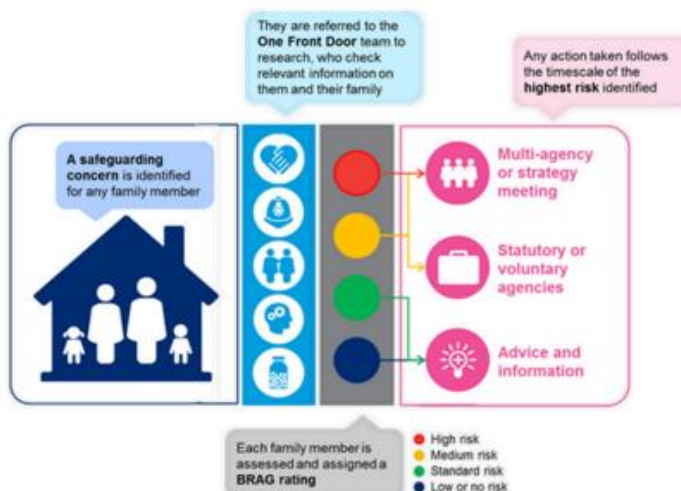 They are referred to the
One Front Door team to
research, who check
relevant information on
them and their family
Any action taken follows
the timescale of the
highest risk identified
A safeguarding
concern is identified
for any family member
Multi-agency
or strategy
meeting
Statutory or
voluntary
agencies
Advice and
information
Each family member is
assessed and assigned a
BRAG rating
High risk
Medium risk
Standard risk
Low or no risk